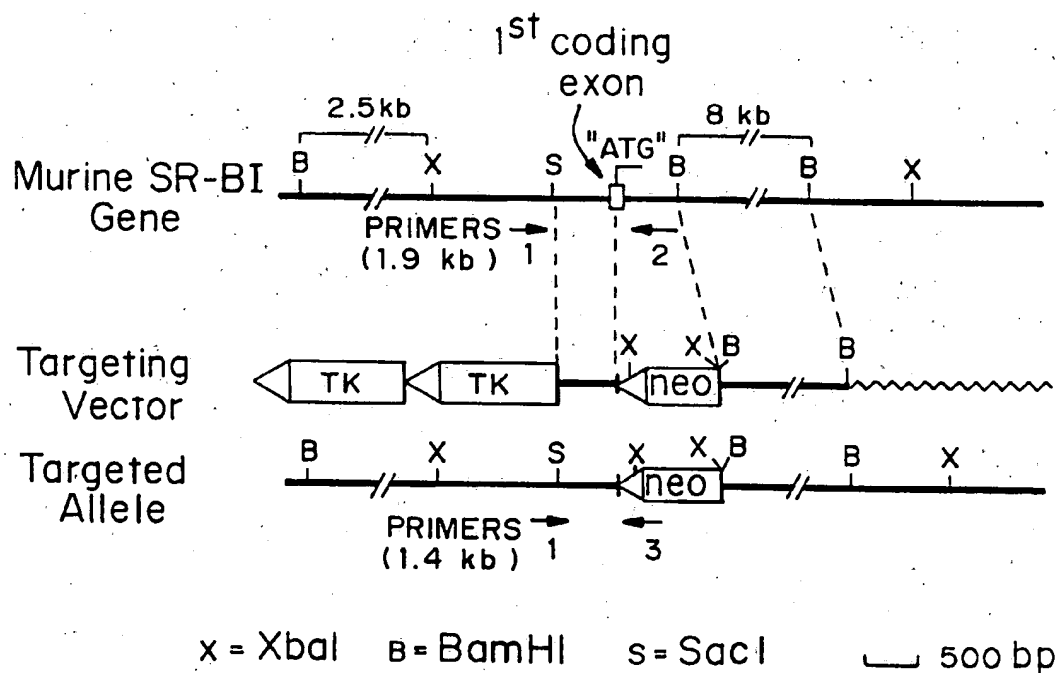 1st coding
exon
2.5kb
8 kb
"ATG"
B X S B B X
Murine SR-BI
Gene
PRIMERS
(1.9 kb)
1 2
X X B B
Targeting
Vector
TK TK neo
B X S X X B B X
Targeted
Allele
neo
PRIMERS
(1.4 kb)
1 3
X = XbaI B = BamHI S = SacI 500 bp